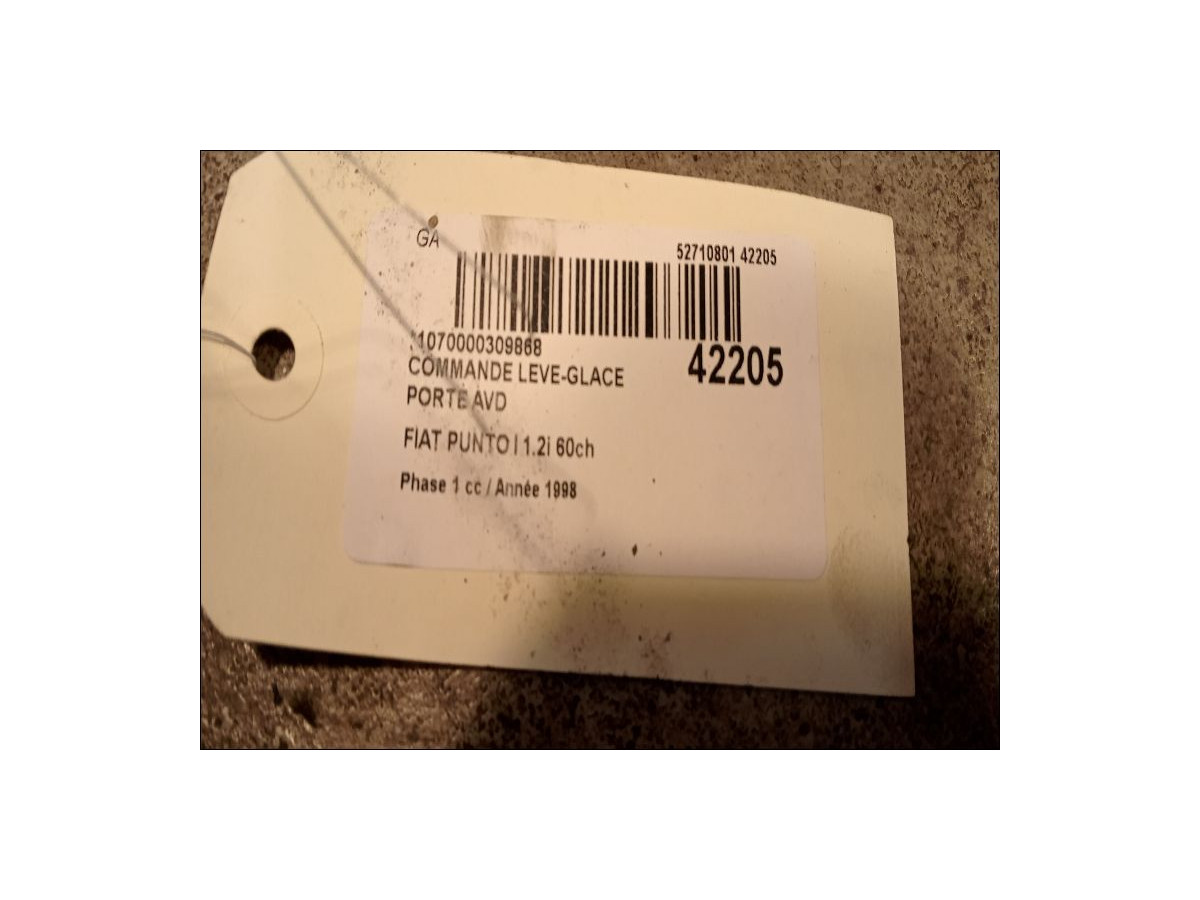 GA
52710801 42205
42205
COMMANDE LEVE-GLACE
PORTE AVD
FIAT PUNTO I 1.2i 60ch
Phase 1 cc / Année 1998